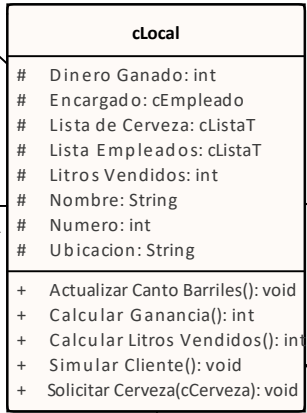 cLocal
# Dinero Ganado: int
# Encargado: cEmpleado
# Lista de Cerveza: cListaT
# Lista Empleados: cListaT
# Litros Vendidos: int
# Nombre: String
# Numero: int
# Ubicacion: String
+ Actualizar Canto Barriles(): void
+ Calcular Ganancia(): int
+ Calcular Litros Vendidos(): int
+ Simular Cliente(): void
+ Solicitar Cerveza(cCerveza): void